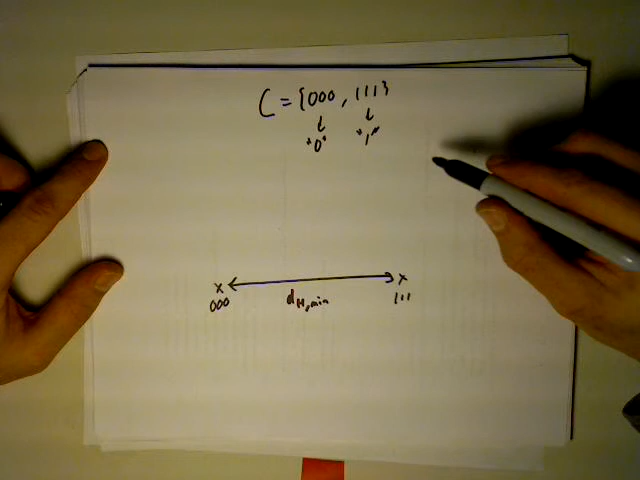 C = {000, 111}
↓ ↓
"0" "1"
x ↔ x
000 dH,min 111